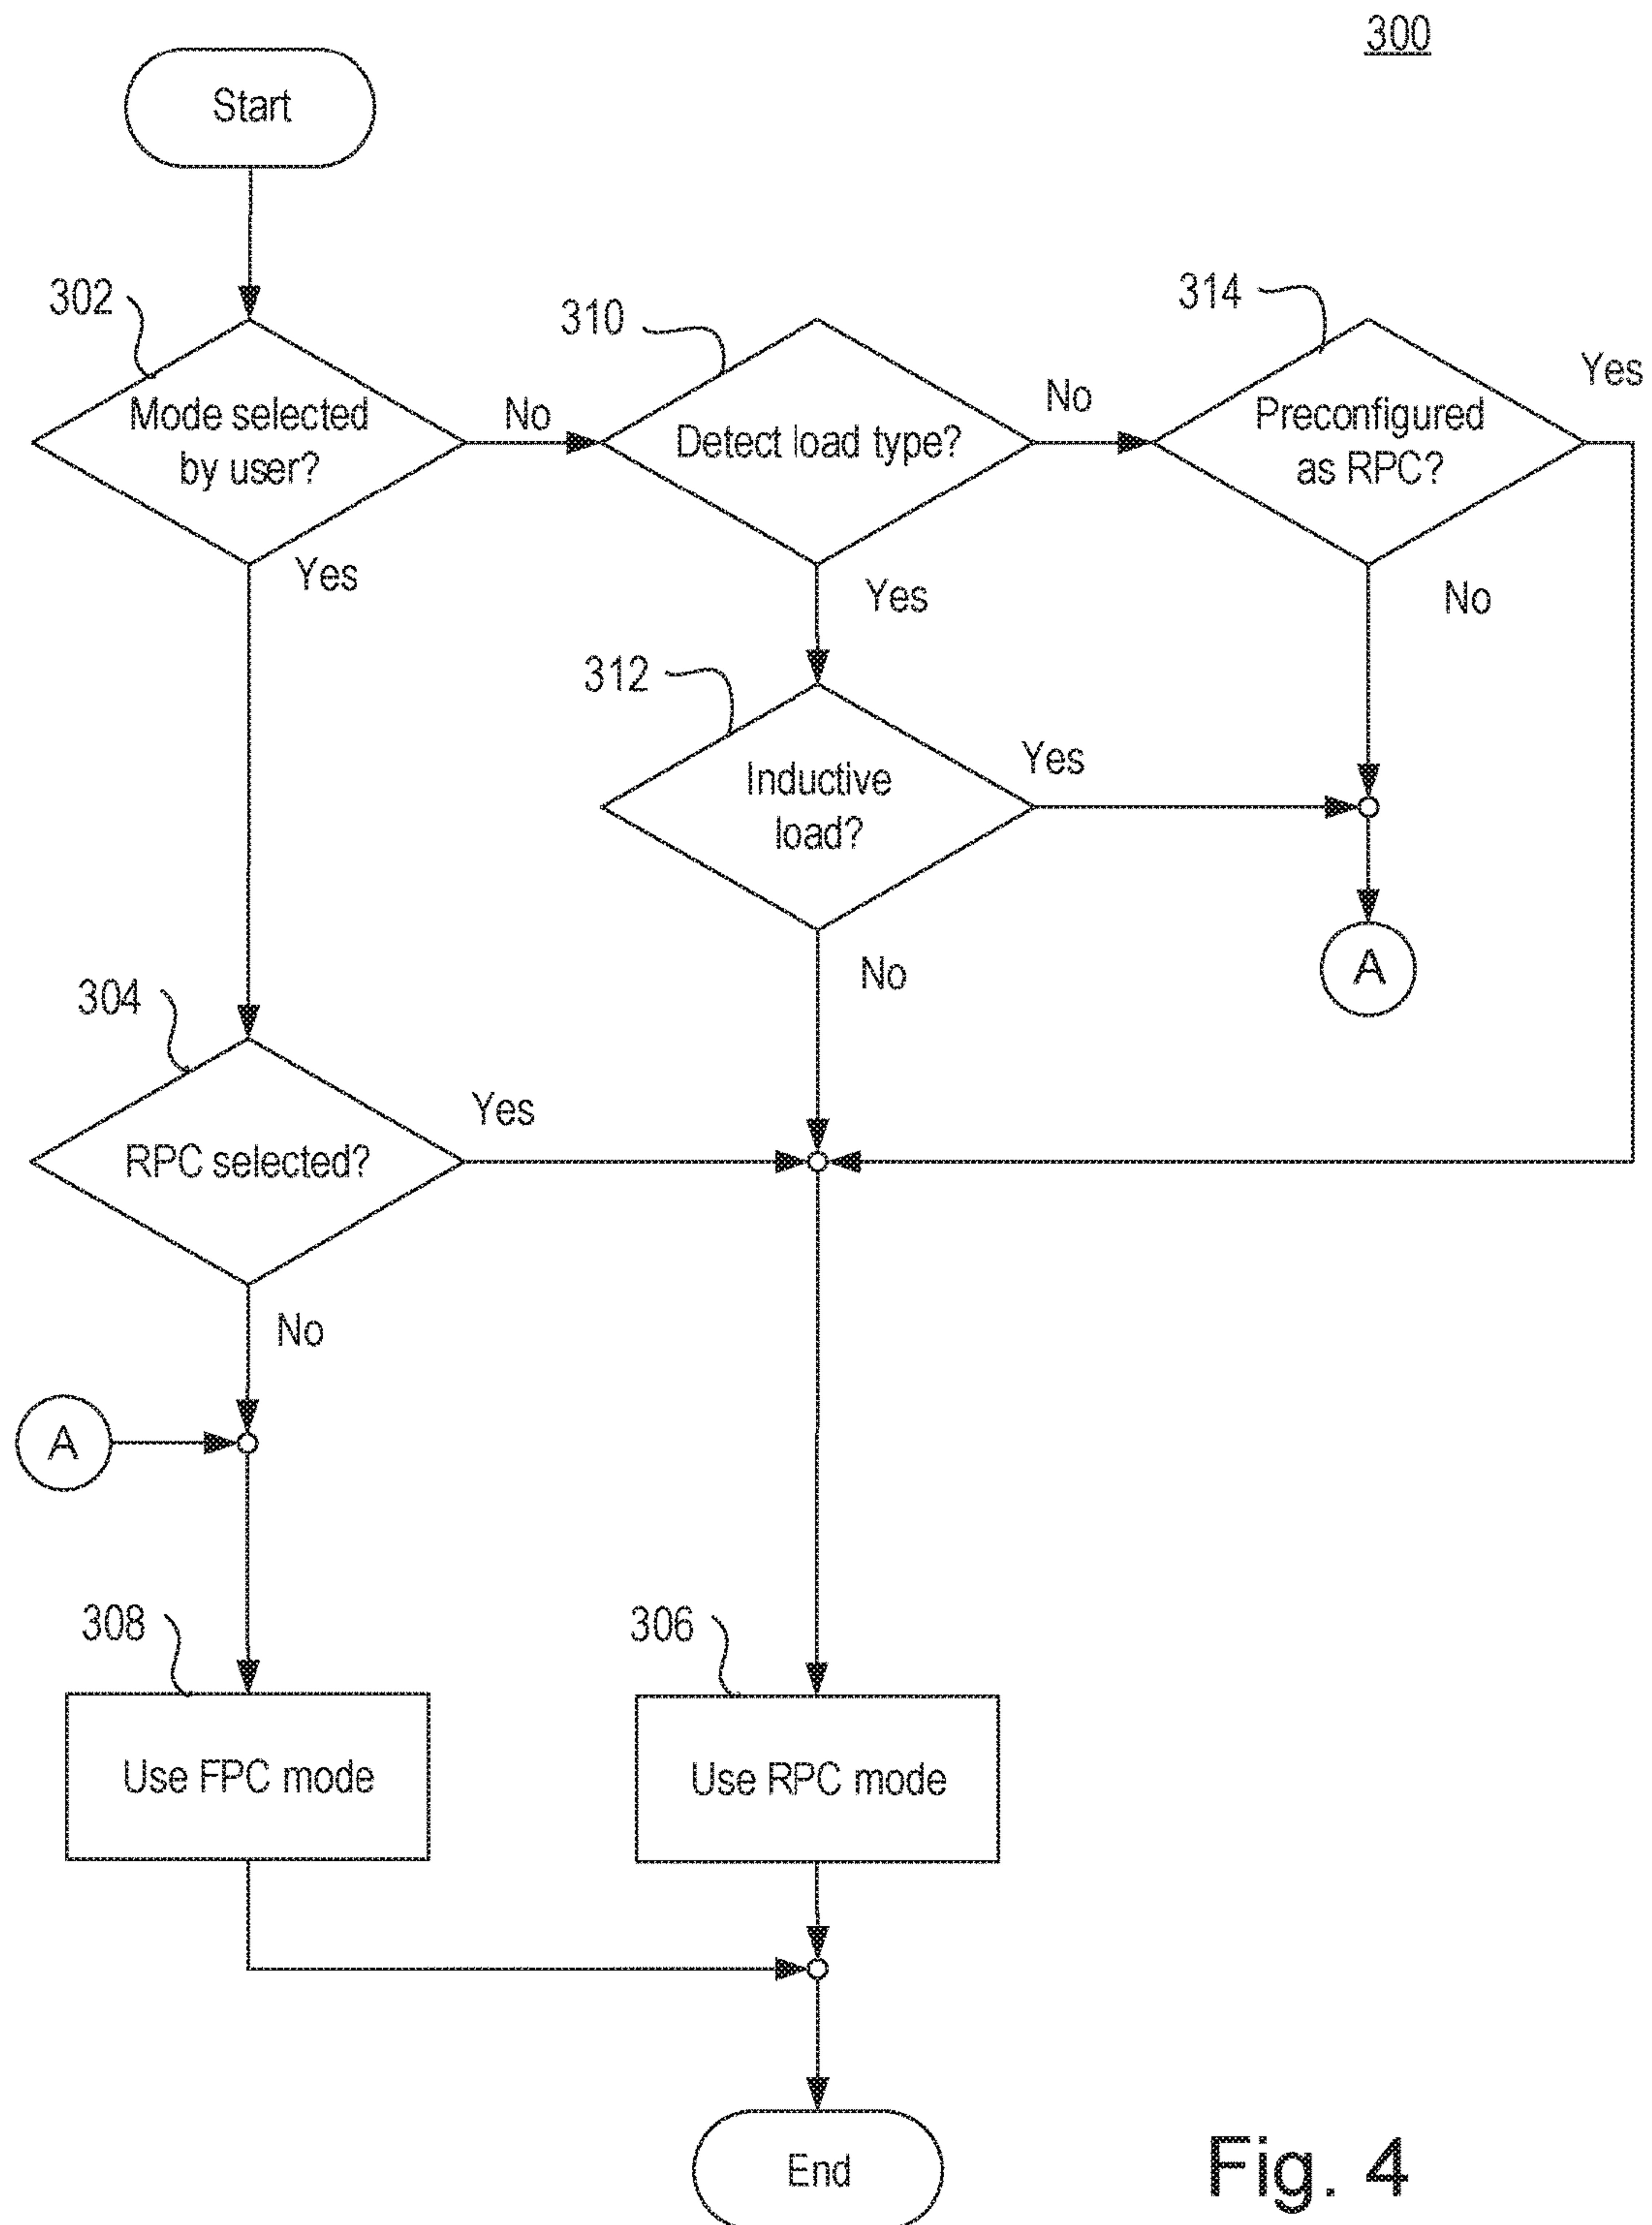 300
Start
302
310
314
Mode selected
by user?
No
Detect load type?
No
Preconfigured
as RPC?
Yes
Yes
Yes
No
312
Inductive
load?
Yes
A
No
304
RPC selected?
Yes
No
A
308
306
Use FPC mode
Use RPC mode
End
Fig. 4